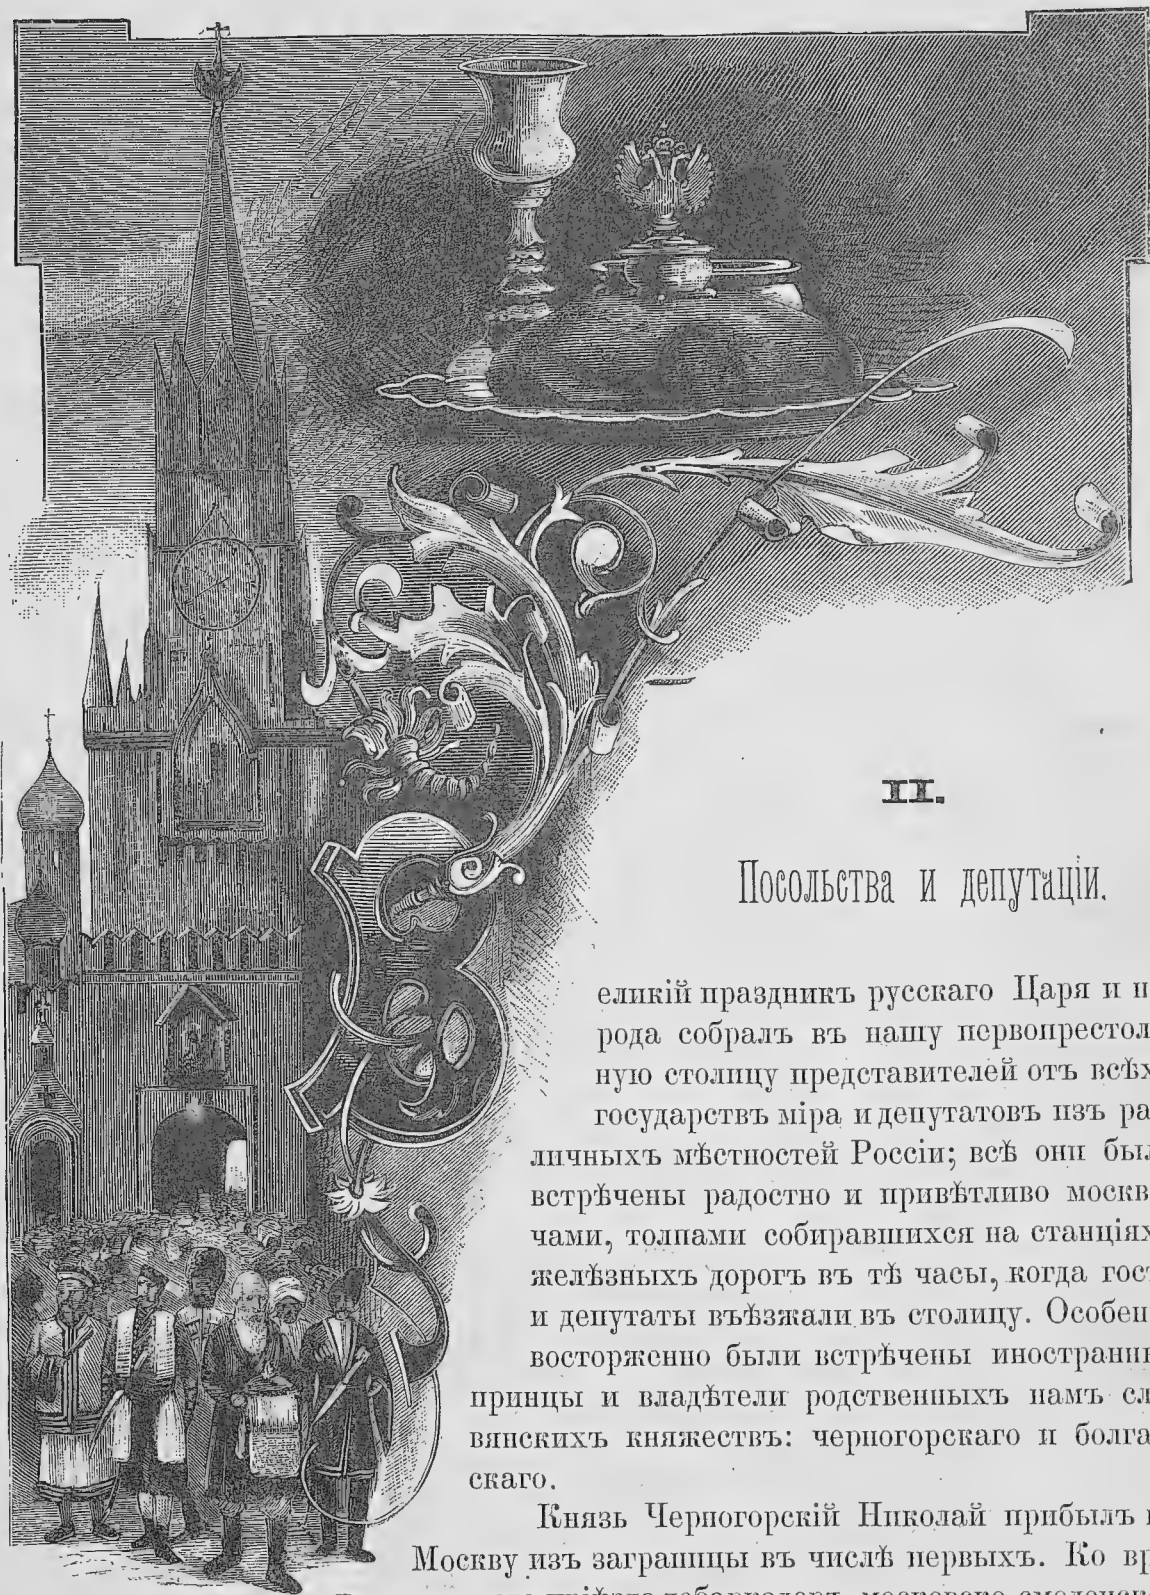 II.
Посольства и депутаціи.
еликій праздникъ русскаго Царя и н
рода собралъ въ нашу первопрестол
ную столицу представителей отъ всѣх
государствъ міра и депутатовъ изъ ра
личныхъ мѣстностей Россіи; всѣ они был
встрѣчены радостно и привѣтливо москв
чами, толпами собиравшихся на станціях
желѣзныхъ дорогъ въ тѣ часы, когда гост
и депутаты въѣзжали въ столицу. Особен
восторженно были встрѣчены иностранн
принцы и владѣтели родственныхъ намъ сл
вянскихъ княжествъ: черногорскаго и болга
скаго.
Князь Черногорскій Николай прибылъ
Москву изъ заграницы въ числѣ первыхъ. Ко вр